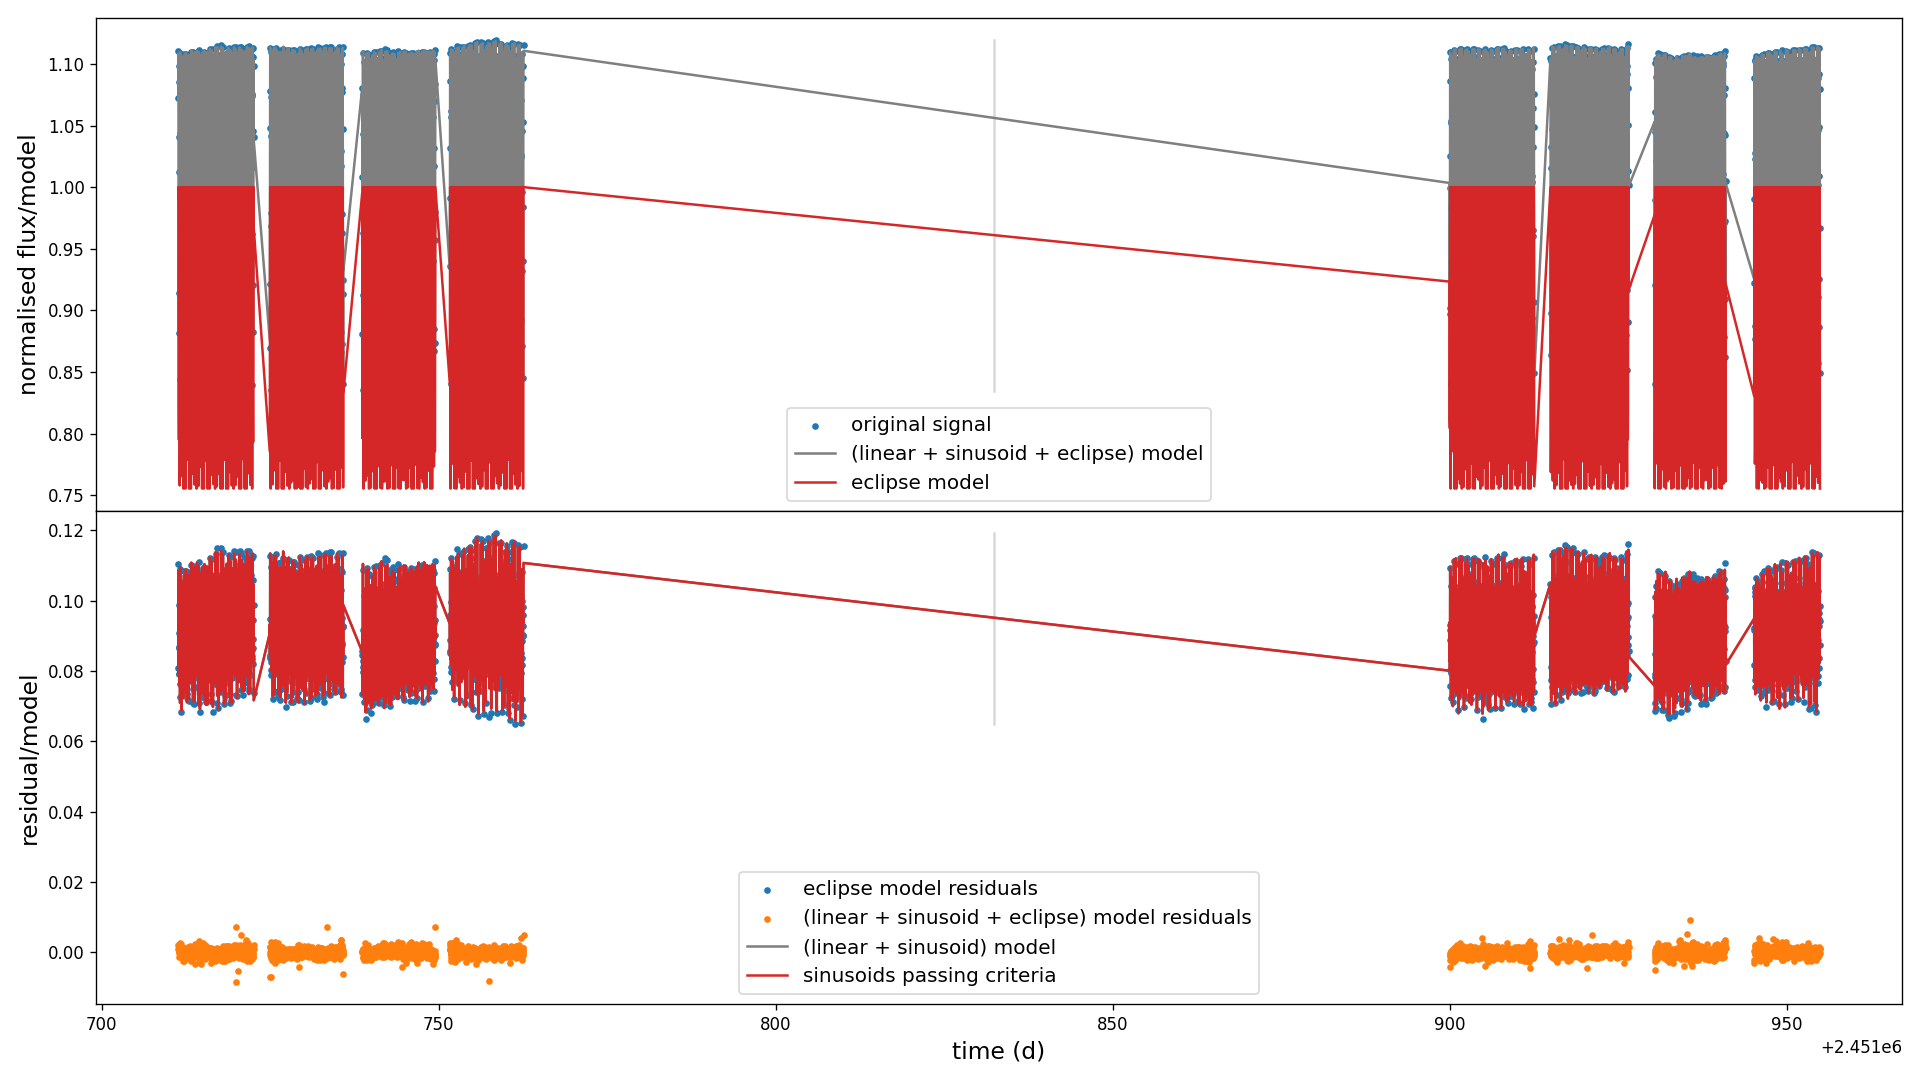 normalised flux/model
1.10
1.05
1.00
0.95
0.90
0.85
0.80
0.75
original signal
(linear + sinusoid + eclipse) model
eclipse model
residual/model
0.12
0.10
0.08
0.06
0.04
0.02
0.00
eclipse model residuals
(linear + sinusoid + eclipse) model residuals
(linear + sinusoid) model
sinusoids passing criteria
700 750 800 850 900 950
time (d)
+2.451e6